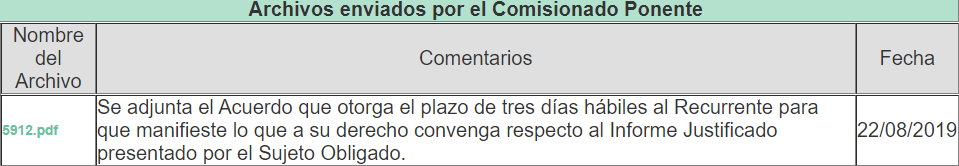 Archivos enviados por el Comisionado Ponente
Nombre
del
Archivo
Comentarios
Fecha
5912.pdf
Se adjunta el Acuerdo que otorga el plazo de tres días hábiles al Recurrente para
que manifieste lo que a su derecho convenga respecto al Informe Justificado
presentado por el Sujeto Obligado.
22/08/2019